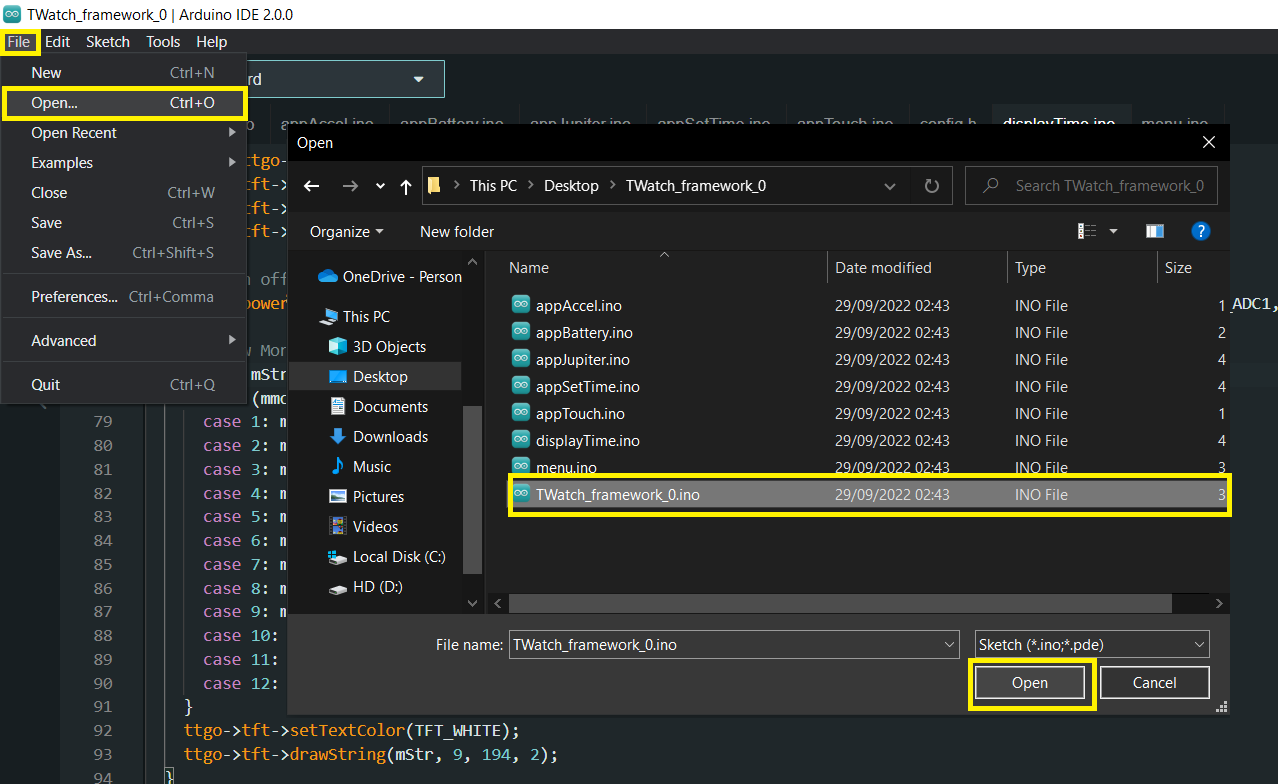 TWatch_framework_0 | Arduino IDE 2.0.0
File Edit Sketch Tools Help
New Ctrl+N
Open... Ctrl+O
Open Recent
Examples
Close Ctrl+W
Save Ctrl+S
Save As... Ctrl+Shift+S
Preferences... Ctrl+Comma
Advanced
Quit Ctrl+Q
rd
appAccel.ino appBattery.ino appJupiter.ino appSetTime.ino appTouch.ino config.h displayTime.ino menu.ino
ttgo-
tft->
tft->
tft->
n off
power
_ADC1,
w Mon
mStr
(mmo
Open
This PC > Desktop > TWatch_framework_0
Search TWatch_framework_0
Organize New folder
OneDrive - Person
This PC
3D Objects
Desktop
Documents
Downloads
Music
Pictures
Videos
Local Disk (C:)
HD (D:)
Name Date modified Type Size
appAccel.ino 29/09/2022 02:43 INO File 1
appBattery.ino 29/09/2022 02:43 INO File 2
appJupiter.ino 29/09/2022 02:43 INO File 4
appSetTime.ino 29/09/2022 02:43 INO File 4
appTouch.ino 29/09/2022 02:43 INO File 1
displayTime.ino 29/09/2022 02:43 INO File 4
menu.ino 29/09/2022 02:43 INO File 3
TWatch_framework_0.ino 29/09/2022 02:43 INO File 3
File name: TWatch_framework_0.ino Sketch (*.ino;*.pde)
Open Cancel
79 case 1: m
80 case 2: m
81 case 3: m
82 case 4: m
83 case 5: m
84 case 6: m
85 case 7: m
86 case 8: m
87 case 9: m
88 case 10:
89 case 11:
90 case 12:
91 }
92 ttgo->tft->setTextColor(TFT_WHITE);
93 ttgo->tft->drawString(mStr, 9, 194, 2);
94 }